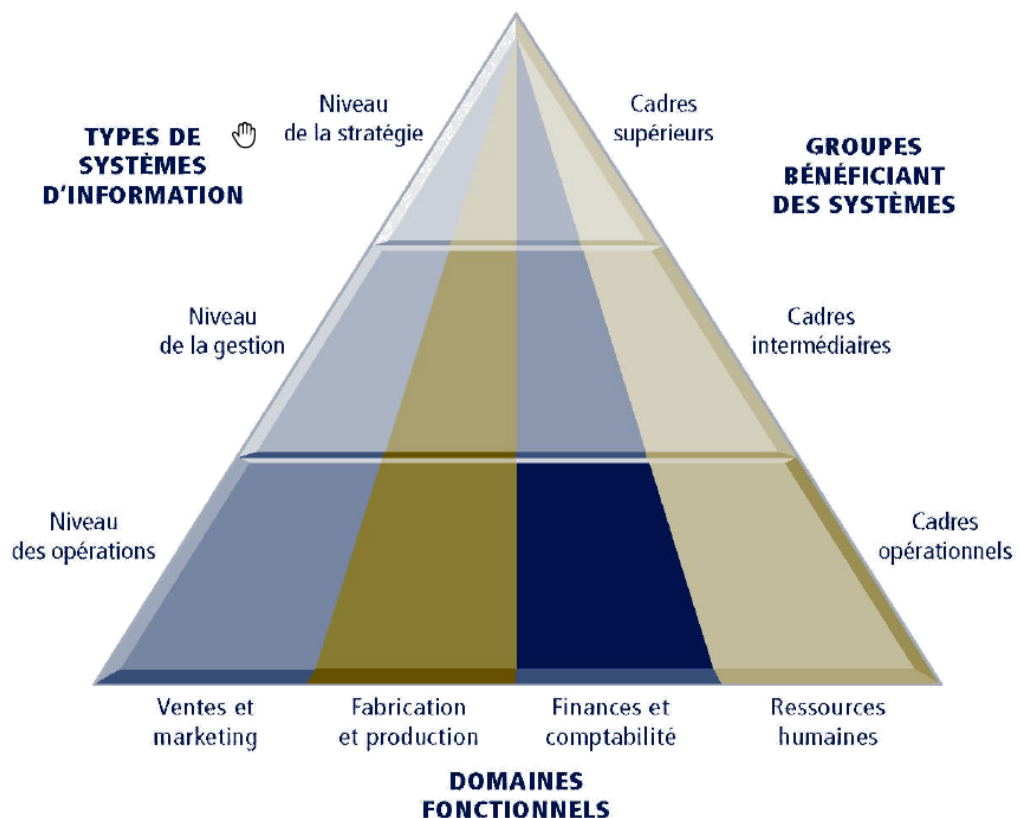 Niveau
de la stratégie
Cadres
supérieurs
TYPES DE
SYSTÈMES
D'INFORMATION
GROUPES
BÉNÉFICIANT
DES SYSTÈMES
Niveau
de la gestion
Cadres
intermédiaires
Niveau
des opérations
Cadres
opérationnels
Ventes et
marketing
Fabrication
et production
Finances et
comptabilité
Ressources
humaines
DOMAINES
FONCTIONNELS